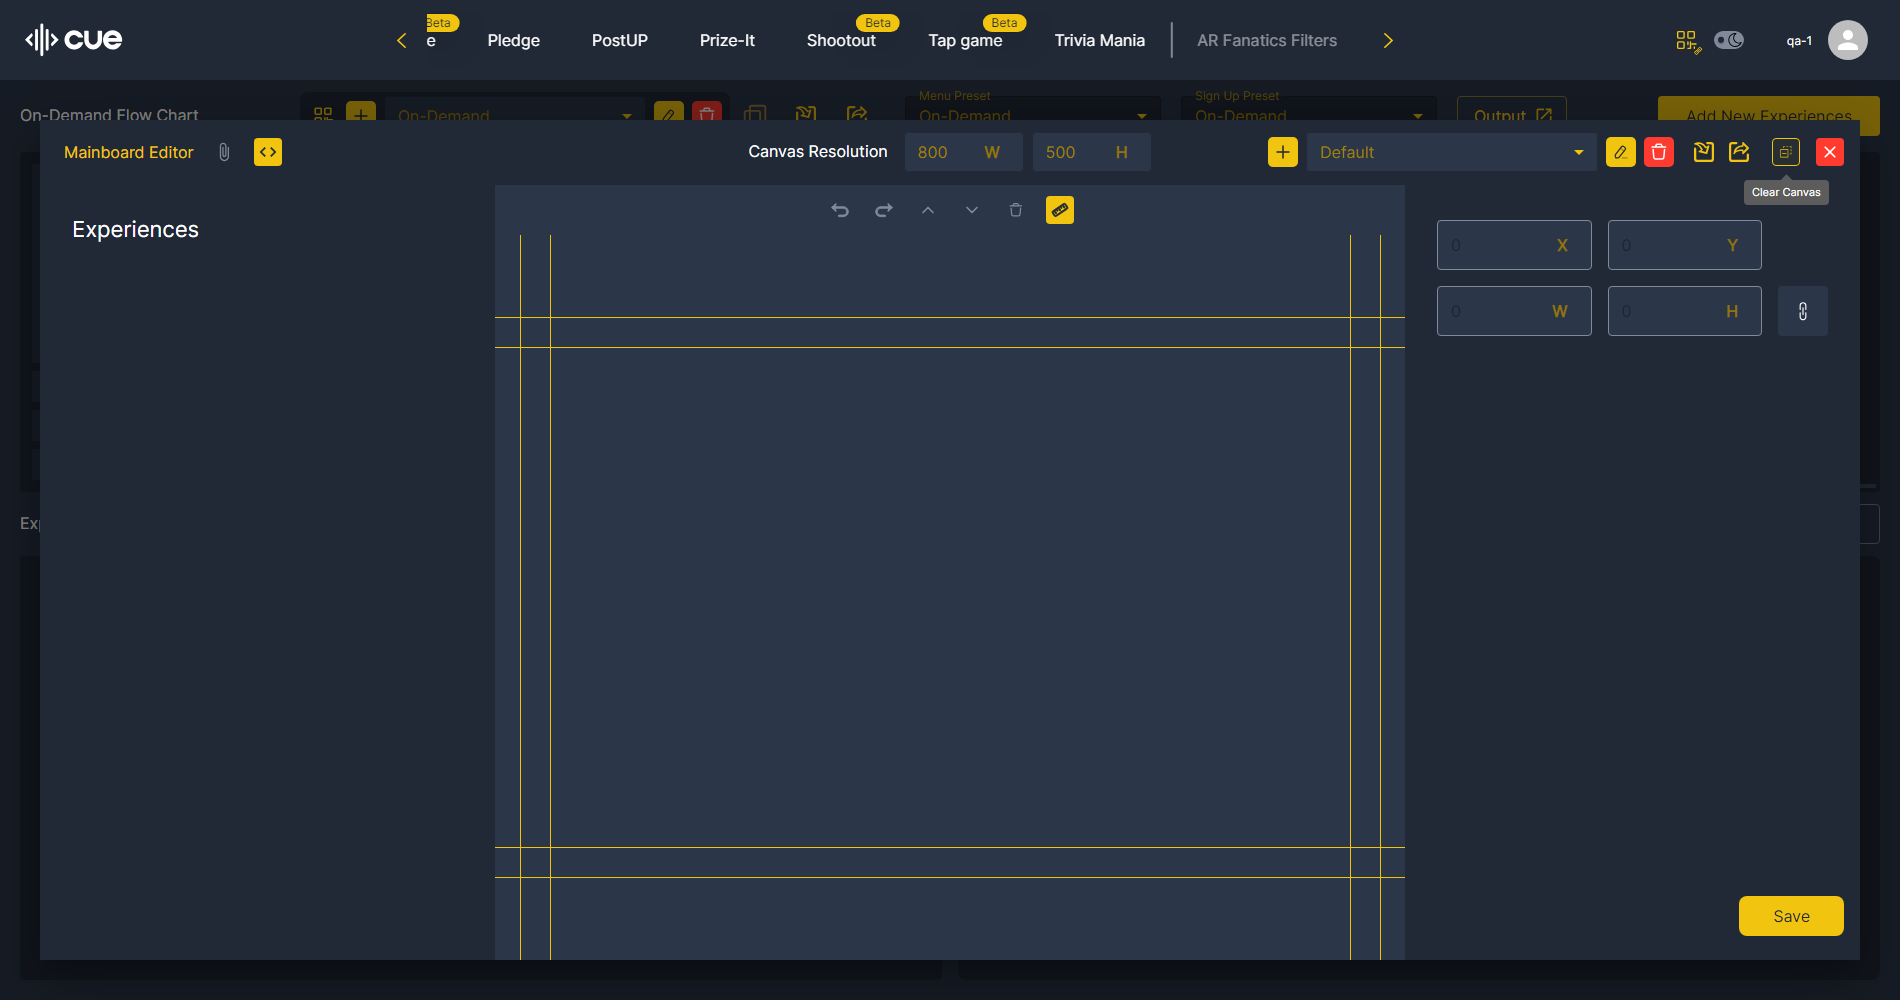 cue
Beta
e
Pledge
PostUP
Prize-It
Beta
Shootout
Beta
Tap game
Trivia Mania
AR Fanatics Filters
qa-1
On-Demand Flow Chart
On-Demand
Menu Preset
On-Demand
Sign Up Preset
On-Demand
Output
Add New Experiences
Mainboard Editor
Canvas Resolution
800 W
500 H
Default
Clear Canvas
Experiences
0 X
0 Y
0 W
0 H
Exp
Save